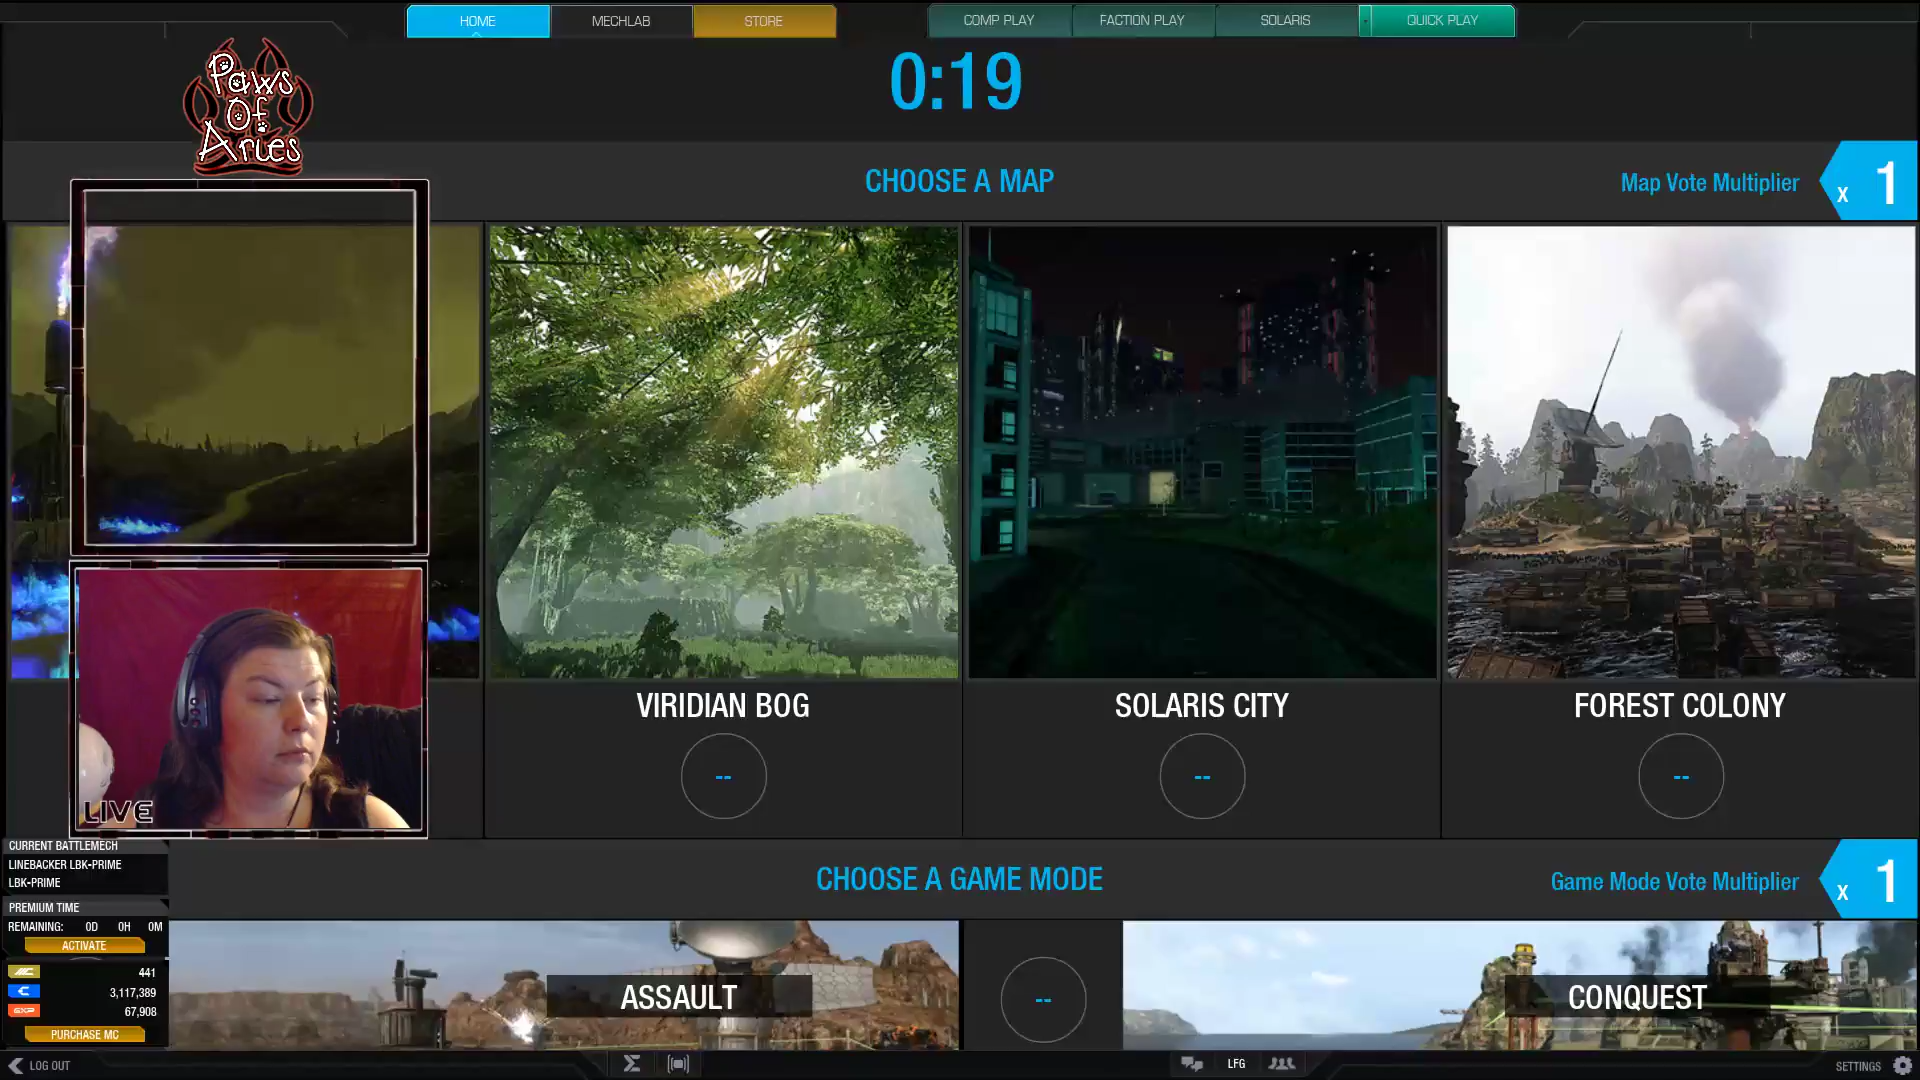 HOME
MECHLAB
STORE
COMP PLAY
FACTION PLAY
SOLARIS
QUICK PLAY
Paws
Of
Aries
0:19
CHOOSE A MAP
Map Vote Multiplier
x 1
VIRIDIAN BOG
SOLARIS CITY
FOREST COLONY
--
--
--
LIVE
CURRENT BATTLEMECH
LINEBACKER LBK-PRIME
LBK-PRIME
CHOOSE A GAME MODE
Game Mode Vote Multiplier
x 1
PREMIUM TIME
REMAINING: 0D 0H 0M
ACTIVATE
MC 441
C 3,117,389
GXP 67,908
PURCHASE MC
ASSAULT
--
CONQUEST
LOG OUT
LFG
SETTINGS